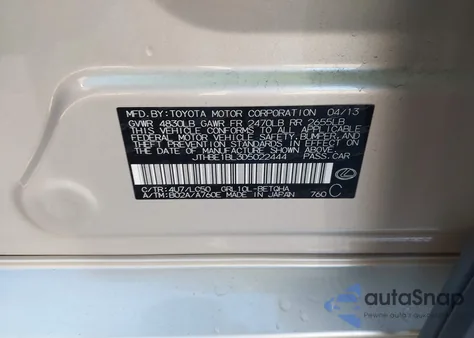 MFD. BY: TOYOTA MOTOR CORPORATION 04/13
GVWR 4830LB GAWR FR 2470LB RR 2655LB
THIS VEHICLE CONFORMS TO ALL APPLICABLE
FEDERAL MOTOR VEHICLE SAFETY, BUMPER, AND
THEFT PREVENTION STANDARDS IN EFFECT ON
THE DATE OF MANUFACTURE SHOWN ABOVE.
JTHBE1BL3D5022444 PASS. CAR
C/TR: 4U7/LC50 GRL10L-BETQHA
A/TM: B02A/A760E MADE IN JAPAN 760 C
autoSnap